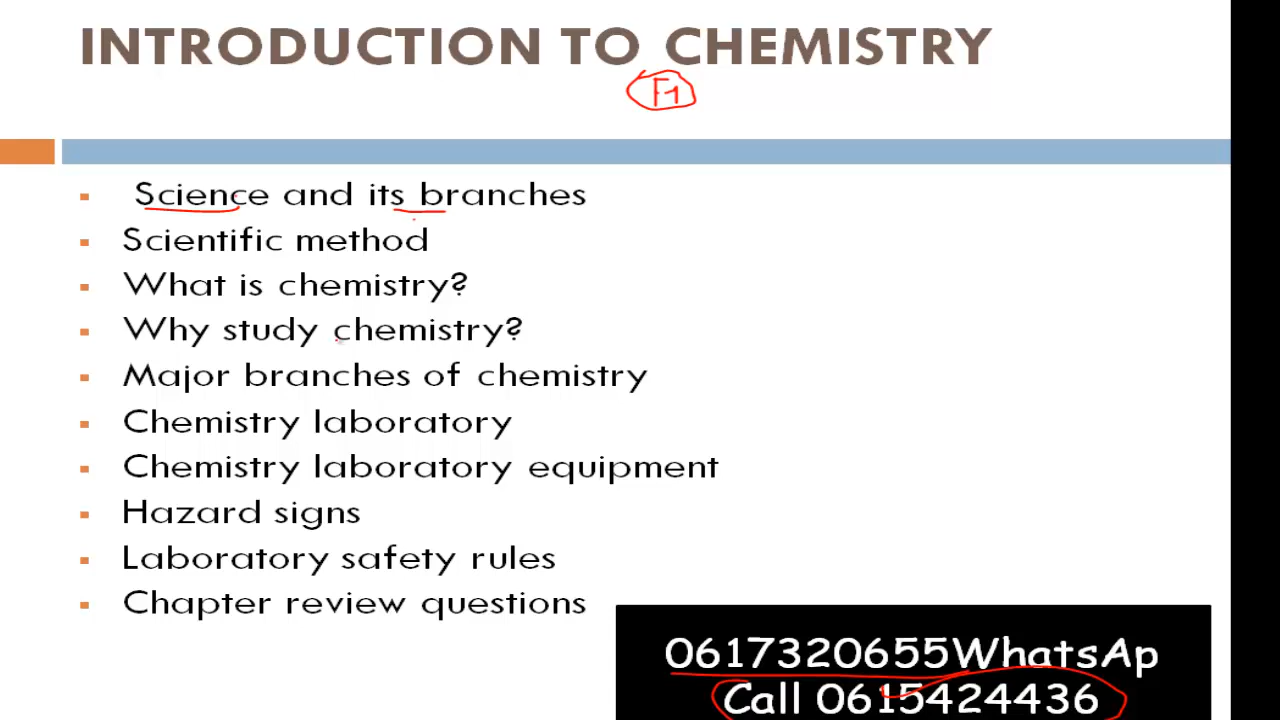 INTRODUCTION TO CHEMISTRY
F1
Science and its branches
Scientific method
What is chemistry?
Why study chemistry?
Major branches of chemistry
Chemistry laboratory
Chemistry laboratory equipment
Hazard signs
Laboratory safety rules
Chapter review questions
0617320655WhatsAp
Call 0615424436